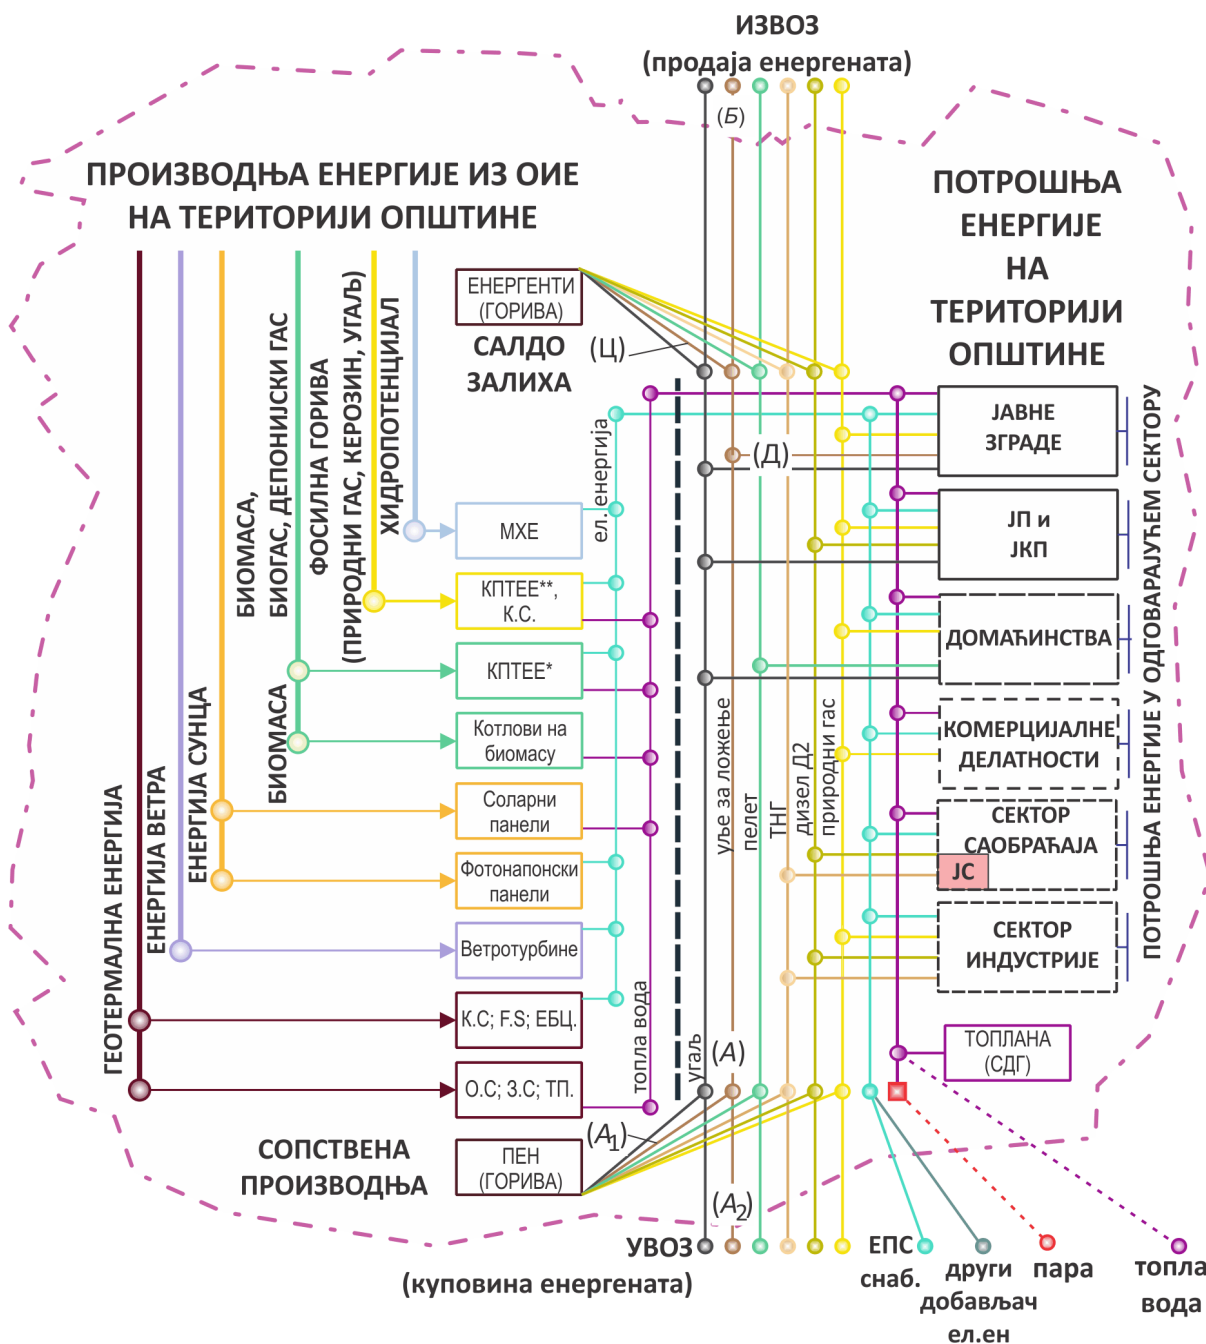 ИЗВОЗ
(продаја енергената)
(Б)
ПРОИЗВОДЊА ЕНЕРГИЈЕ ИЗ ОИЕ
НА ТЕРИТОРИЈИ ОПШТИНЕ
ПОТРОШЊА
ЕНЕРГИЈЕ
НА
ТЕРИТОРИЈИ
ОПШТИНЕ
ГЕОТЕРМАЛНА ЕНЕРГИЈА
ЕНЕРГИЈА ВЕТРА
ЕНЕРГИЈА СУНЦА
БИОМАСА,
БИОГАС, ДЕПОНИЈСКИ ГАС
БИОМАСА
ФОСИЛНА ГОРИВА
(ПРИРОДНИ ГАС, КЕРОЗИН, УГАЉ)
ХИДРОПОТЕНЦИЈАЛ
ЕНЕРГЕНТИ
(ГОРИВА)
САЛДО
ЗАЛИХА
(Ц)
МХЕ
КПТЕЕ**,
К.С.
КПТЕЕ*
Котлови на
биомасу
Соларни
панели
Фотонапонски
панели
Ветротурбине
К.С; F.S; ЕБЦ.
О.С; З.С; ТП.
ПЕН
(ГОРИВА)
СОПСТВЕНА
ПРОИЗВОДЊА
ел. енергија
топла вода
угаљ
уље за ложење
пелет
ТНГ
дизел Д2
природни гас
(Д)
(А)
(А1)
(А2)
ЈАВНЕ
ЗГРАДЕ
ЈП и
ЈКП
ДОМАЋИНСТВА
КОМЕРЦИЈАЛНЕ
ДЕЛАТНОСТИ
СЕКТОР
САОБРАЋАЈА
ЈС
СЕКТОР
ИНДУСТРИЈЕ
ПОТРОШЊА ЕНЕРГИЈЕ У ОДГОВАРАЈУЋЕМ СЕКТОРУ
ТОПЛАНА
(СДГ)
УВОЗ
(куповина енергената)
ЕПС
снаб.
други
добављач
ел.ен
пара
топла
вода